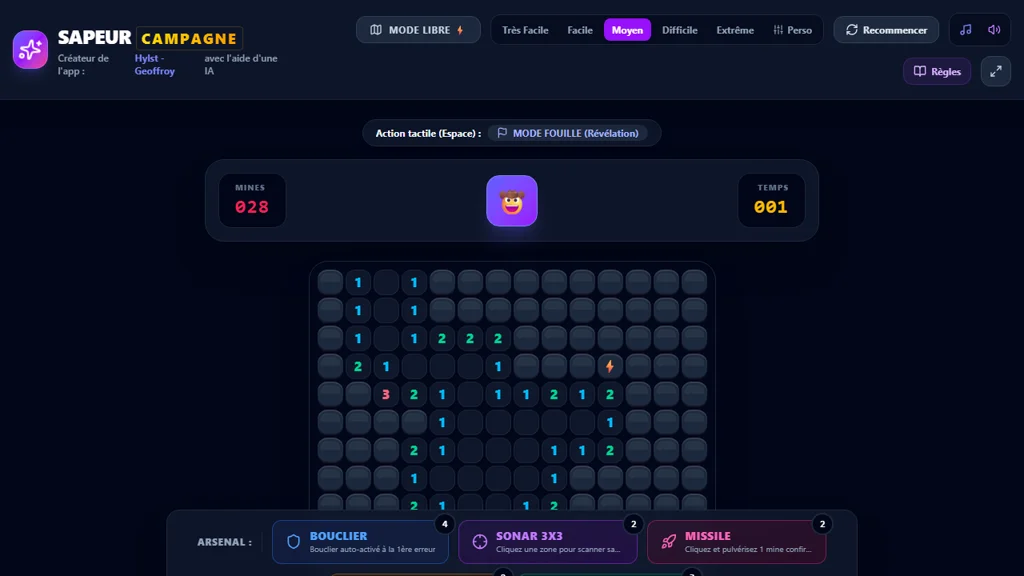 SAPEUR CAMPAGNE
Créateur de l'app : Hylst - Geoffroy avec l'aide d'une IA
MODE LIBRE
Très Facile Facile Moyen Difficile Extrême Perso
Recommencer
Règles
Action tactile (Espace) : MODE FOUILLE (Révélation)
MINES
028
TEMPS
001
1 1
1 1
1 1 2 2 2
2 1 1
3 2 1 1 1 2 1 2
1 1
2 1 1 1 2
1 1
2 1 1 2
ARSENAL :
BOUCLIER
Bouclier auto-activé à la 1ère erreur
4
SONAR 3X3
Cliquez une zone pour scanner sa...
2
MISSILE
Cliquez et pulvérisez 1 mine confir...
2